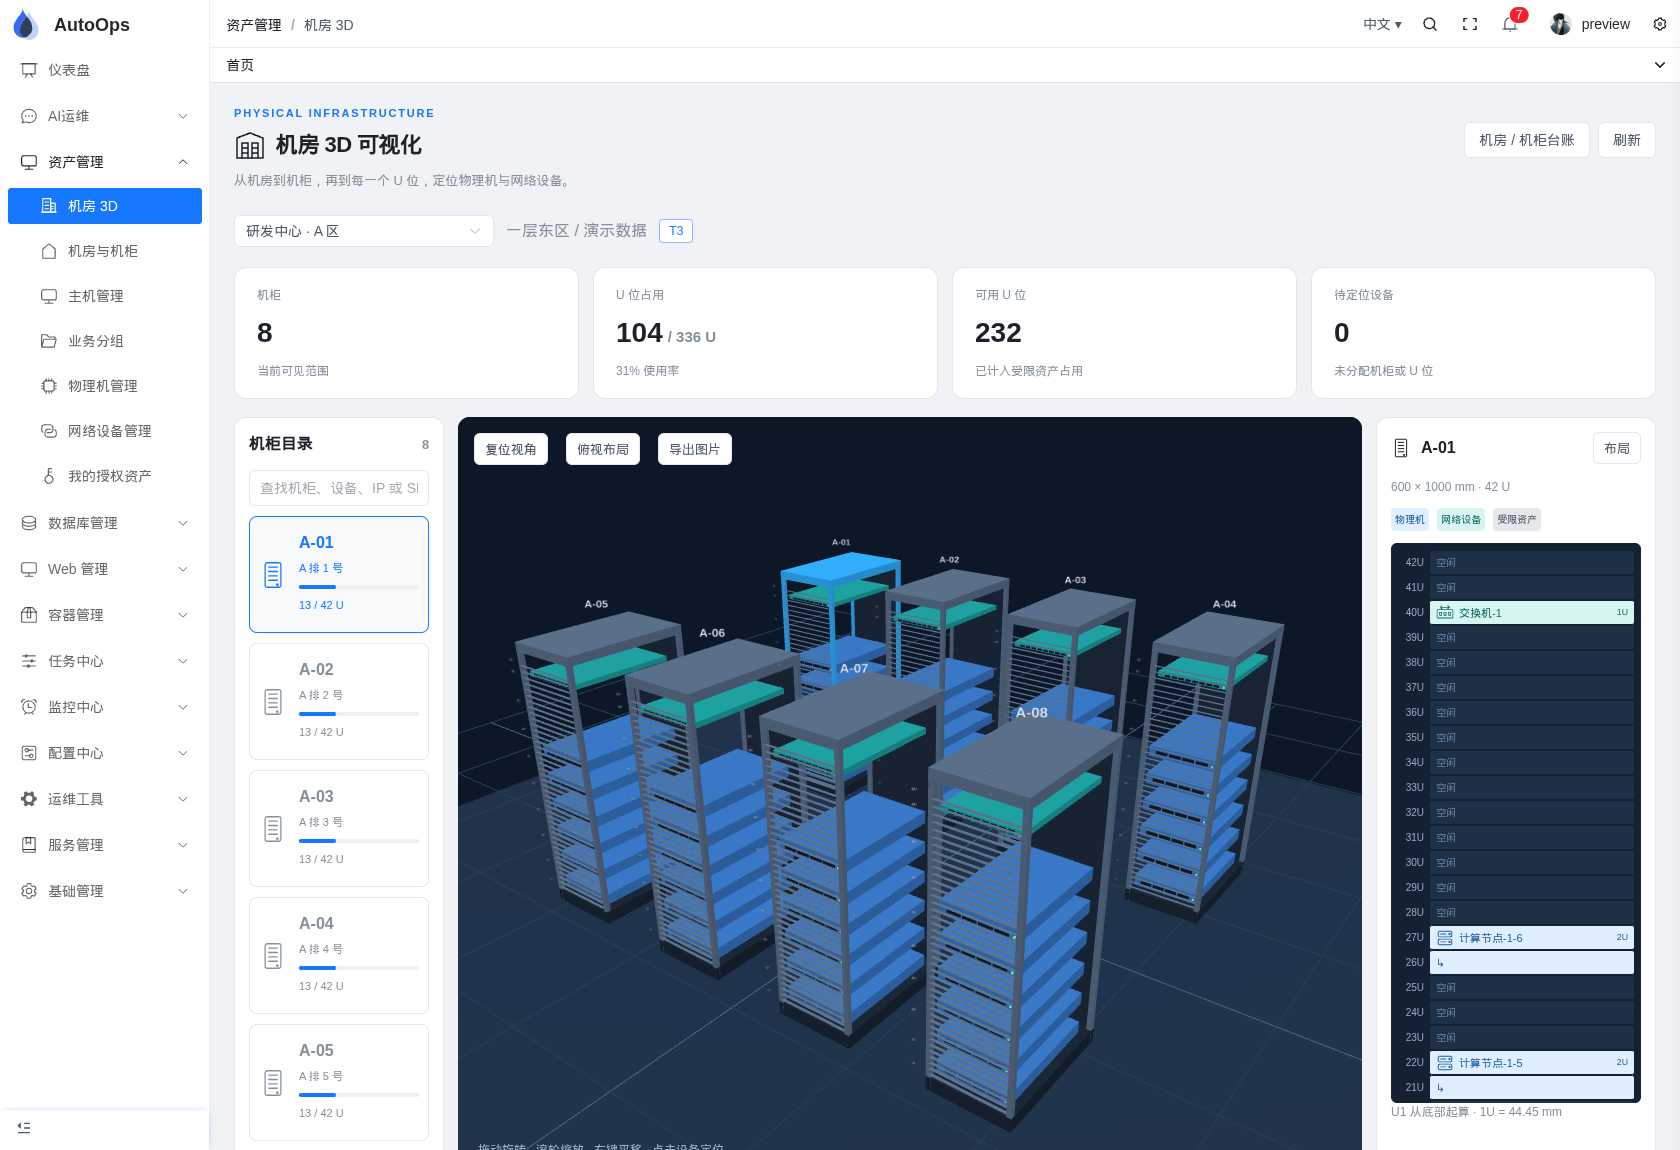 AutoOps
仪表盘
AI运维
资产管理
机房 3D
机房与机柜
主机管理
业务分组
物理机管理
网络设备管理
我的授权资产
数据库管理
Web 管理
容器管理
任务中心
监控中心
配置中心
运维工具
服务管理
基础管理
资产管理 / 机房 3D
中文 ▾
7
preview
首页
PHYSICAL INFRASTRUCTURE
机房 3D 可视化
从机房到机柜，再到每一个 U 位，定位物理机与网络设备。
机房 / 机柜台账
刷新
研发中心 · A 区
一层东区 / 演示数据
T3
机柜
8
当前可见范围
U 位占用
104 / 336 U
31% 使用率
可用 U 位
232
已计入受限资产占用
待定位设备
0
未分配机柜或 U 位
机柜目录
8
查找机柜、设备、IP 或 SI
A-01
A 排 1 号
13 / 42 U
A-02
A 排 2 号
13 / 42 U
A-03
A 排 3 号
13 / 42 U
A-04
A 排 4 号
13 / 42 U
A-05
A 排 5 号
13 / 42 U
复位视角
俯视布局
导出图片
A-01
A-02
A-03
A-04
A-05
A-06
A-07
A-08
A-01
布局
600 × 1000 mm · 42 U
物理机
网络设备
受限资产
42U 空闲
41U 空闲
40U 交换机-1 1U
39U 空闲
38U 空闲
37U 空闲
36U 空闲
35U 空闲
34U 空闲
33U 空闲
32U 空闲
31U 空闲
30U 空闲
29U 空闲
28U 空闲
27U 计算节点-1-6 2U
26U ↳
25U 空闲
24U 空闲
23U 空闲
22U 计算节点-1-5 2U
21U ↳
U1 从底部起算 · 1U = 44.45 mm